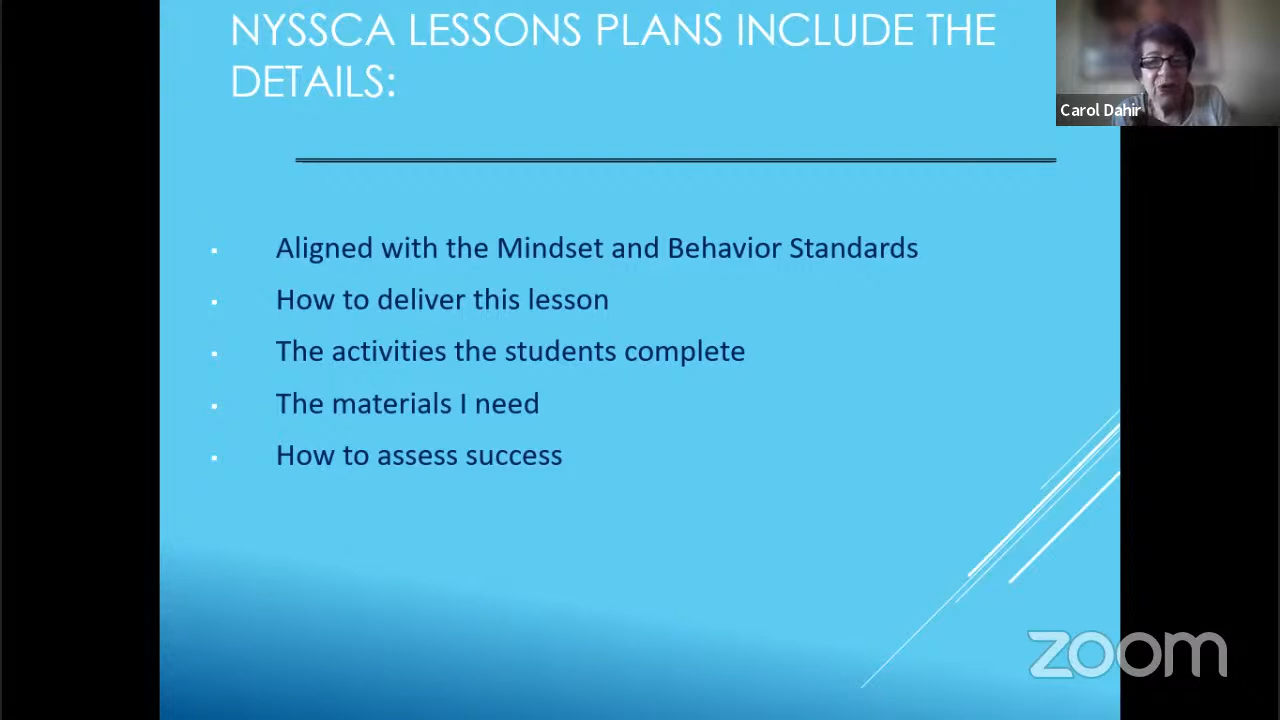 NYSSCA LESSONS PLANS INCLUDE THE
DETAILS:
Carol Dahir
Aligned with the Mindset and Behavior Standards
How to deliver this lesson
The activities the students complete
The materials I need
How to assess success
zoom